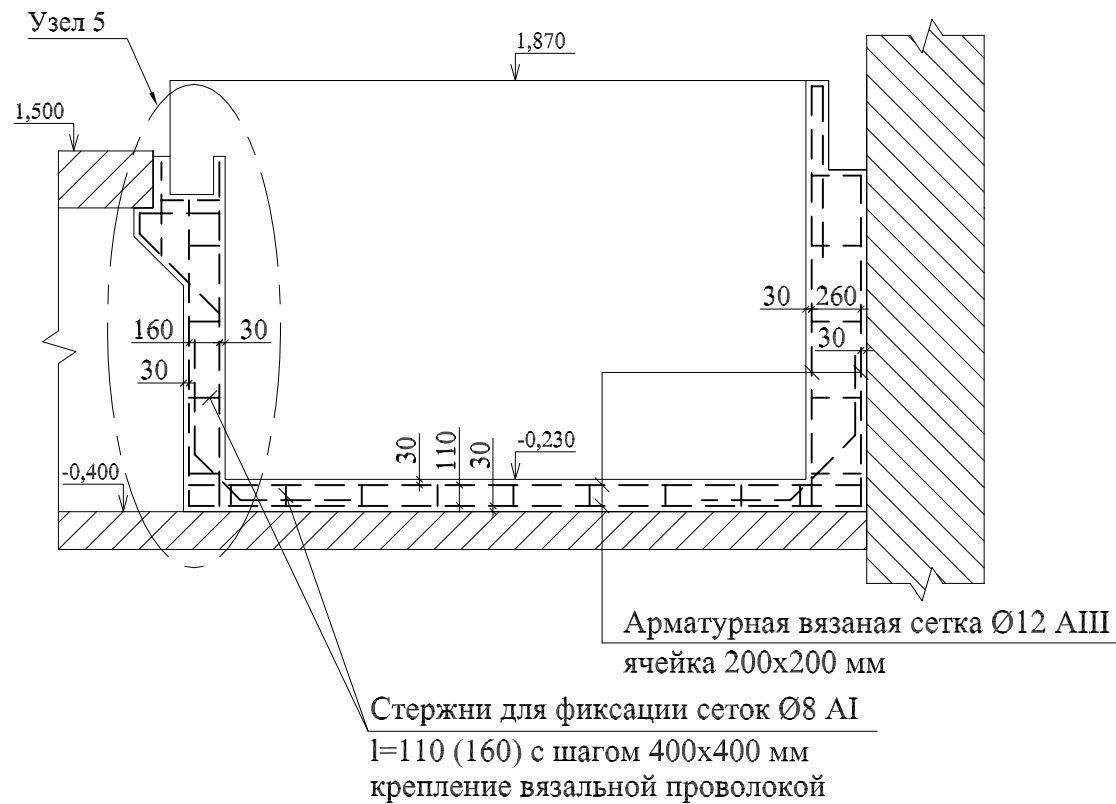 Узел 5
1,870
1,500
30
260
160
30
30
30
30
110
30
-0,230
-0,400
Арматурная вязаная сетка Ø12 АIII
ячейка 200х200 мм
Стержни для фиксации сеток Ø8 АI
l=110 (160) с шагом 400х400 мм
крепление вязальной проволокой